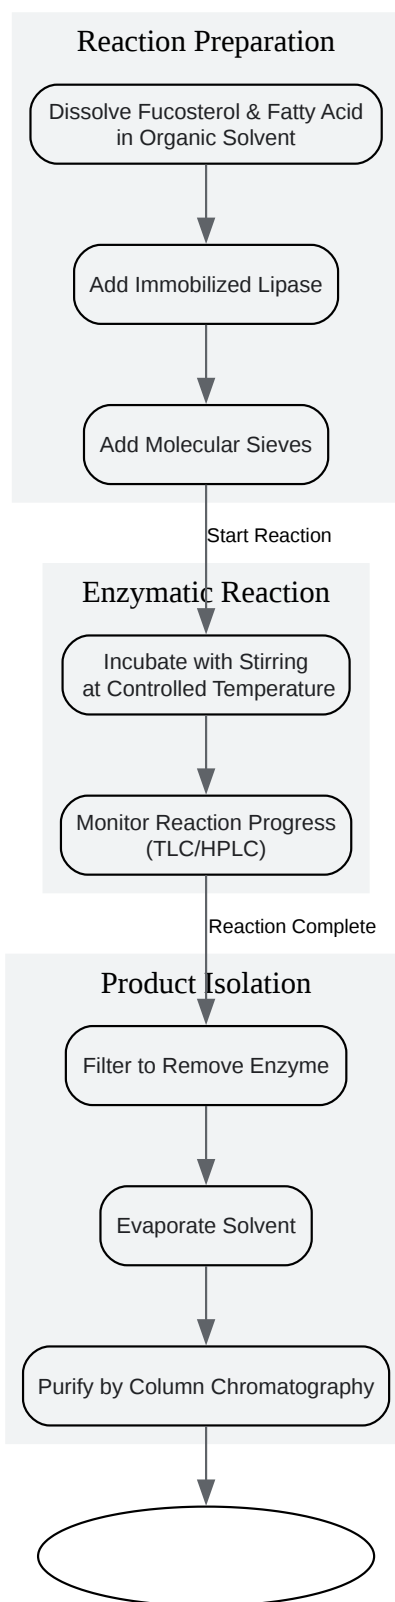 Reaction Preparation
Dissolve Fucosterol & Fatty Acid
in Organic Solvent
Add Immobilized Lipase
Add Molecular Sieves
Start Reaction
Enzymatic Reaction
Incubate with Stirring
at Controlled Temperature
Monitor Reaction Progress
(TLC/HPLC)
Reaction Complete
Product Isolation
Filter to Remove Enzyme
Evaporate Solvent
Purify by Column Chromatography